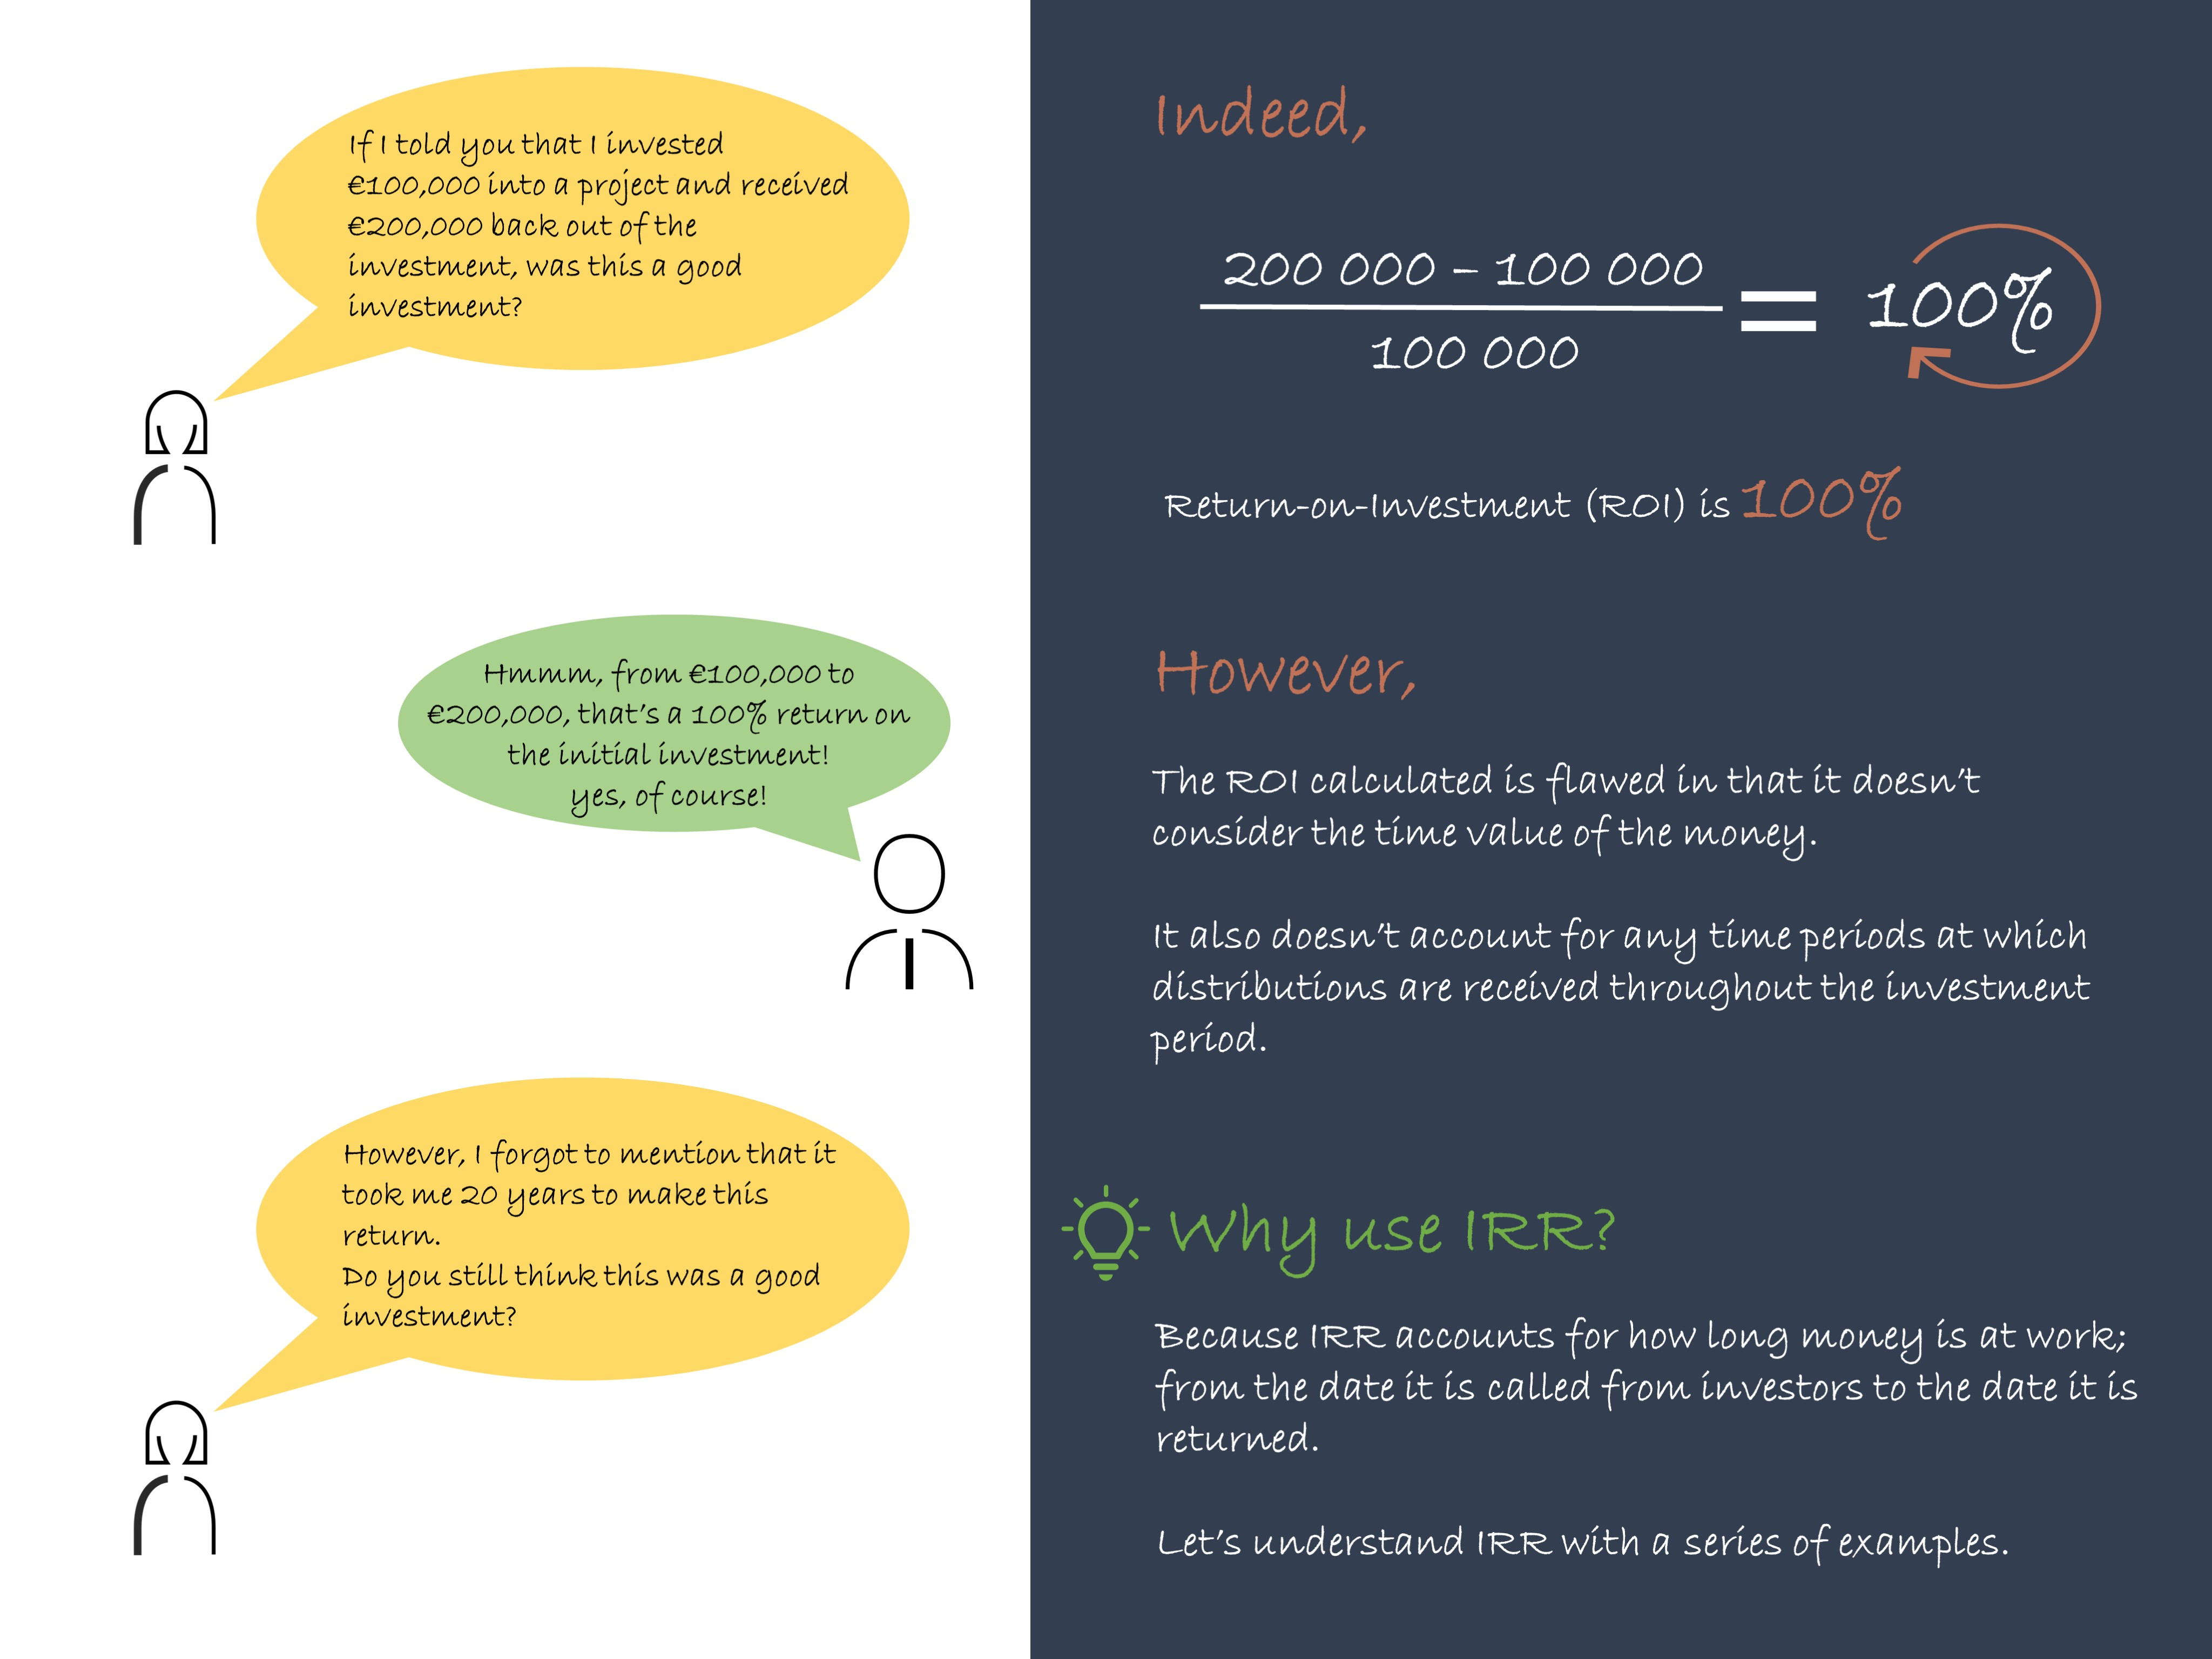 If I told you that I invested
€100,000 into a project and received
€200,000 back out of the
investment, was this a good
investment?
Hmmm, from €100,000 to
€200,000, that's a 100% return on
the initial investment!
yes, of course!
However, I forgot to mention that it
took me 20 years to make this
return.
Do you still think this was a good
investment?
Indeed,
200 000 – 100 000
100 000
= 100%
Return-on-Investment (ROI) is 100%
However,
The ROI calculated is flawed in that it doesn't
consider the time value of the money.
It also doesn't account for any time periods at which
distributions are received throughout the investment
period.
Why use IRR?
Because IRR accounts for how long money is at work;
from the date it is called from investors to the date it is
returned.
Let's understand IRR with a series of examples.